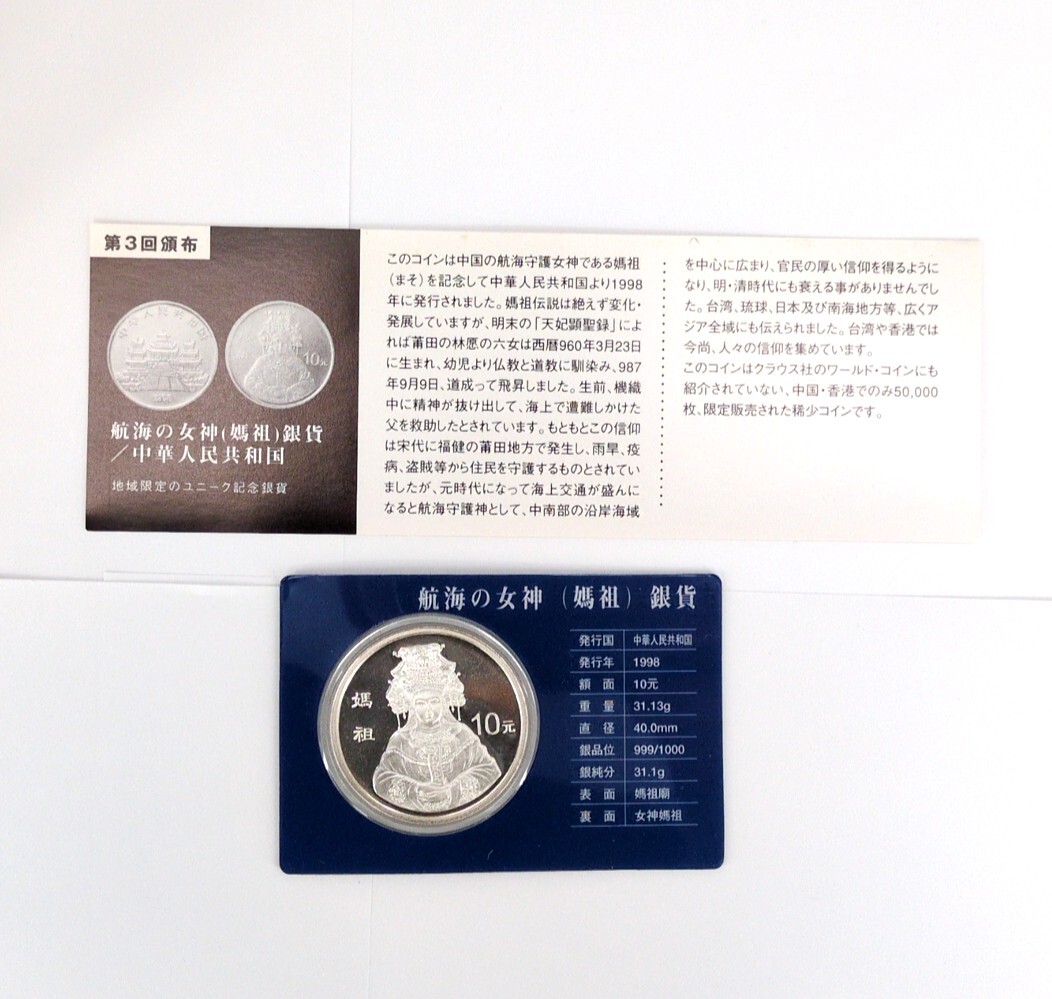 第3回頒布
中華人民共和国
1998
10元
航海の女神(媽祖)銀貨
／中華人民共和国
地域限定のユニーク記念銀貨
このコインは中国の航海守護女神である媽祖
(まそ)を記念して中華人民共和国より1998
年に発行されました。媽祖伝説は絶えず変化・
発展していますが、明末の「天妃顕聖録」によ
れば莆田の林愿の六女は西暦960年3月23日
に生まれ、幼児より仏教と道教に馴染み、987
年9月9日、道成って飛昇しました。生前、機織
中に精神が抜け出して、海上で遭難しかけた
父を救助したとされています。もともとこの信仰
は宋代に福健の莆田地方で発生し、雨旱、疫
病、盗賊等から住民を守護するものとされてい
ましたが、元時代になって海上交通が盛んに
なると航海守護神として、中南部の沿岸海域
を中心に広まり、官民の厚い信仰を得るように
なり、明・清時代にも衰える事がありませんでし
た。台湾、琉球、日本及び南海地方等、広くア
ジア全域にも伝えられました。台湾や香港では
今尚、人々の信仰を集めています。
このコインはクラウス社のワールド・コインにも
紹介されていない、中国・香港でのみ50,000
枚、限定販売された稀少コインです。
航海の女神(媽祖)銀貨
媽祖
10元
発行国 中華人民共和国
発行年 1998
額面 10元
重量 31.13g
直径 40.0mm
銀品位 999/1000
銀純分 31.1g
表面 媽祖廟
裏面 女神媽祖